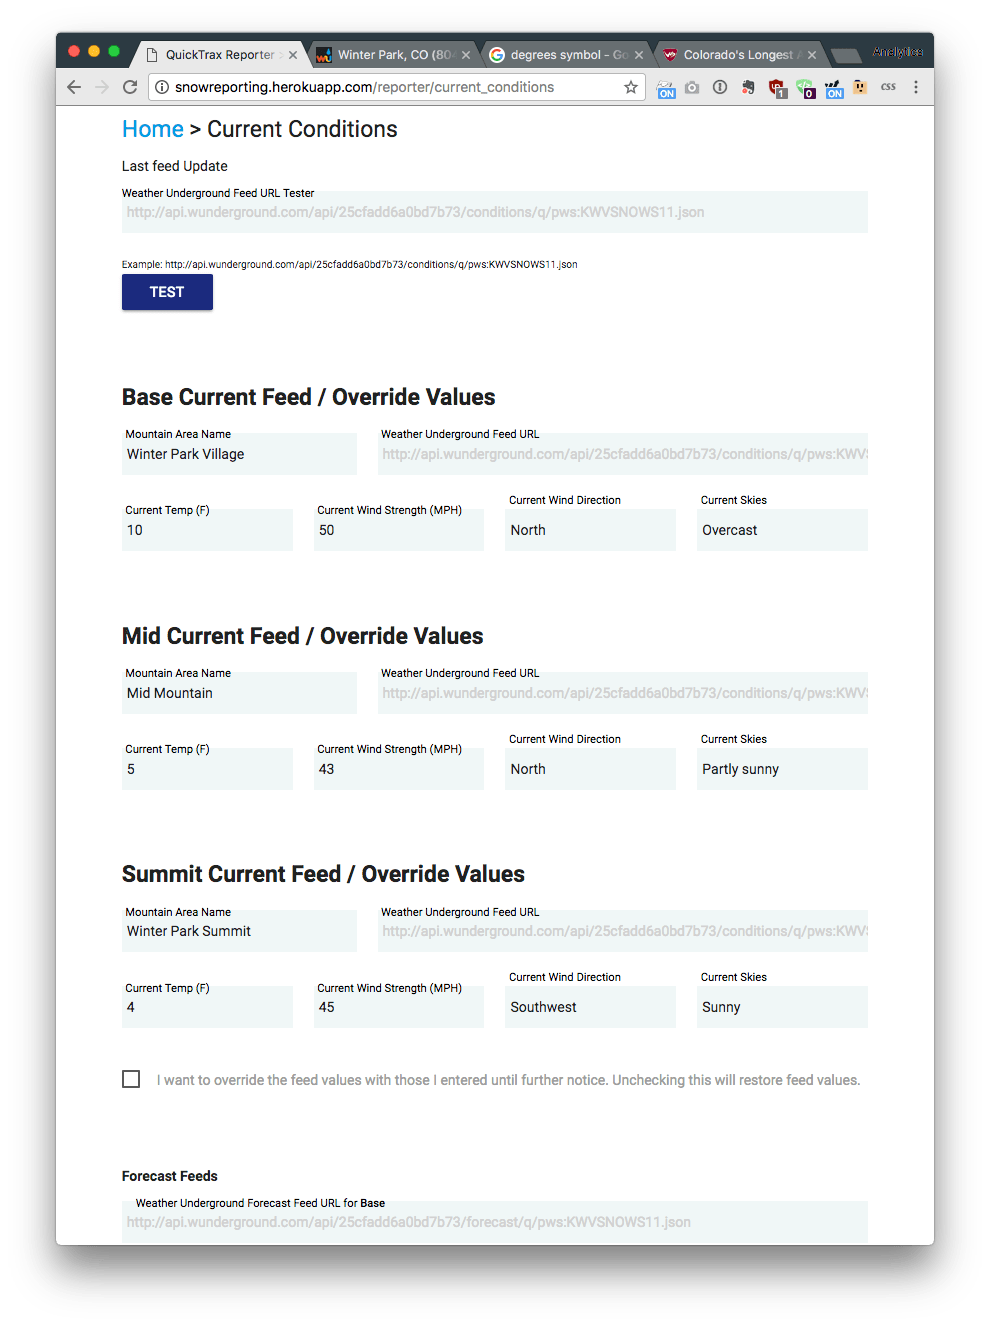 QuickTrax Reporter
Winter Park, CO (804
degrees symbol - Go
Colorado's Longest
Analytics
snowreporting.herokuapp.com/reporter/current_conditions
ON
1
0
ON
css
Home > Current Conditions
Last feed Update
Weather Underground Feed URL Tester
http://api.wunderground.com/api/25cfadd6a0bd7b73/conditions/q/pws:KWVSNOWS11.json
Example: http://api.wunderground.com/api/25cfadd6a0bd7b73/conditions/q/pws:KWVSNOWS11.json
TEST
Base Current Feed / Override Values
Mountain Area Name Weather Underground Feed URL
Winter Park Village http://api.wunderground.com/api/25cfadd6a0bd7b73/conditions/q/pws:KWVS
Current Temp (F) Current Wind Strength (MPH) Current Wind Direction Current Skies
10 50 North Overcast
Mid Current Feed / Override Values
Mountain Area Name Weather Underground Feed URL
Mid Mountain http://api.wunderground.com/api/25cfadd6a0bd7b73/conditions/q/pws:KWVS
Current Temp (F) Current Wind Strength (MPH) Current Wind Direction Current Skies
5 43 North Partly sunny
Summit Current Feed / Override Values
Mountain Area Name Weather Underground Feed URL
Winter Park Summit http://api.wunderground.com/api/25cfadd6a0bd7b73/conditions/q/pws:KWVS
Current Temp (F) Current Wind Strength (MPH) Current Wind Direction Current Skies
4 45 Southwest Sunny
I want to override the feed values with those I entered until further notice. Unchecking this will restore feed values.
Forecast Feeds
Weather Underground Forecast Feed URL for Base
http://api.wunderground.com/api/25cfadd6a0bd7b73/forecast/q/pws:KWVSNOWS11.json